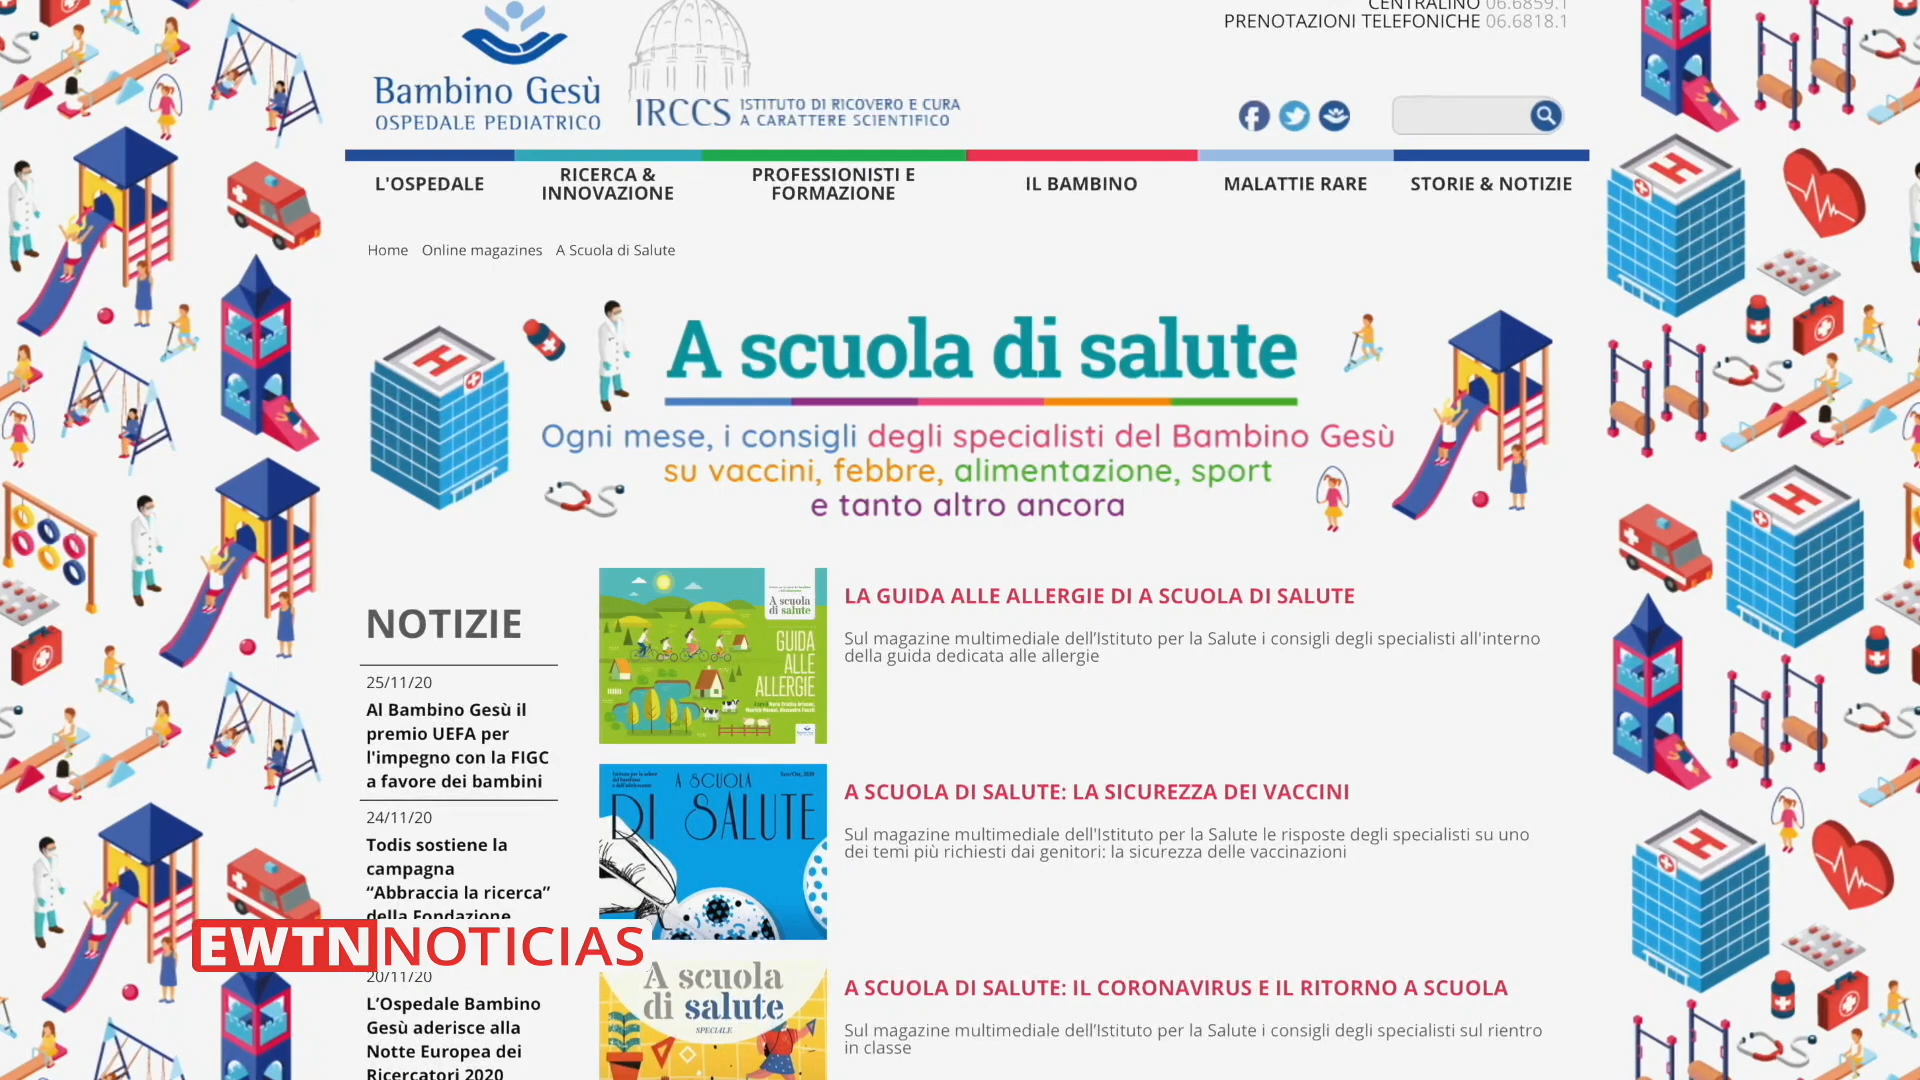 CENTRALINO 06.6859.1
PRENOTAZIONI TELEFONICHE 06.6818.1
Bambino Gesù
OSPEDALE PEDIATRICO
IRCCS ISTITUTO DI RICOVERO E CURA
A CARATTERE SCIENTIFICO
L'OSPEDALE
RICERCA &
INNOVAZIONE
PROFESSIONISTI E
FORMAZIONE
IL BAMBINO
MALATTIE RARE
STORIE & NOTIZIE
Home Online magazines A Scuola di Salute
A scuola di salute
Ogni mese, i consigli degli specialisti del Bambino Gesù
su vaccini, febbre, alimentazione, sport
e tanto altro ancora
NOTIZIE
25/11/20
Al Bambino Gesù il
premio UEFA per
l'impegno con la FIGC
a favore dei bambini
24/11/20
Todis sostiene la
campagna
“Abbraccia la ricerca”
della Fondazione
20/11/20
L’Ospedale Bambino
Gesù aderisce alla
Notte Europea dei
Ricercatori 2020
A scuola
di salute
GUIDA
ALLE
ALLERGIE
LA GUIDA ALLE ALLERGIE DI A SCUOLA DI SALUTE
Sul magazine multimediale dell’Istituto per la Salute i consigli degli specialisti all'interno
della guida dedicata alle allergie
A SCUOLA
DI SALUTE
A SCUOLA DI SALUTE: LA SICUREZZA DEI VACCINI
Sul magazine multimediale dell'Istituto per la Salute le risposte degli specialisti su uno
dei temi più richiesti dai genitori: la sicurezza delle vaccinazioni
A scuola
di salute
SPECIALE
A SCUOLA DI SALUTE: IL CORONAVIRUS E IL RITORNO A SCUOLA
Sul magazine multimediale dell’Istituto per la Salute i consigli degli specialisti sul rientro
in classe
EWTN NOTICIAS